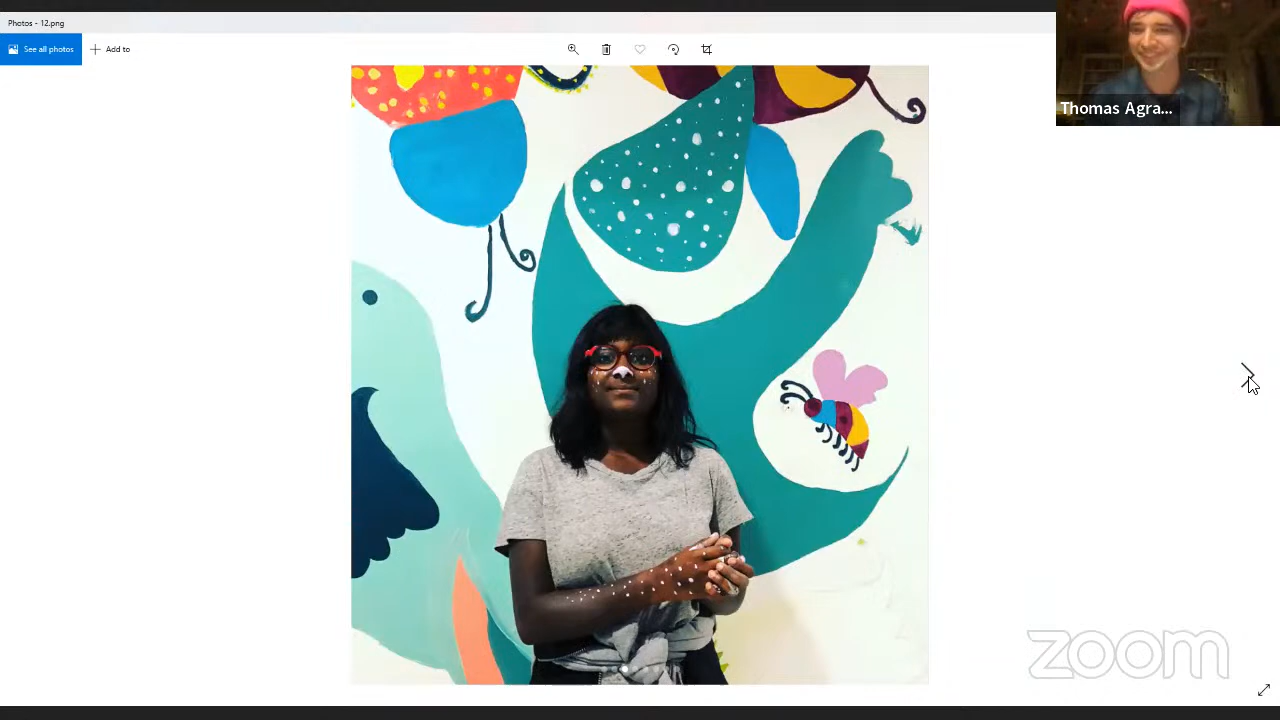 Photos - 12.png
See all photos
Add to
Thomas Agra...
zoom